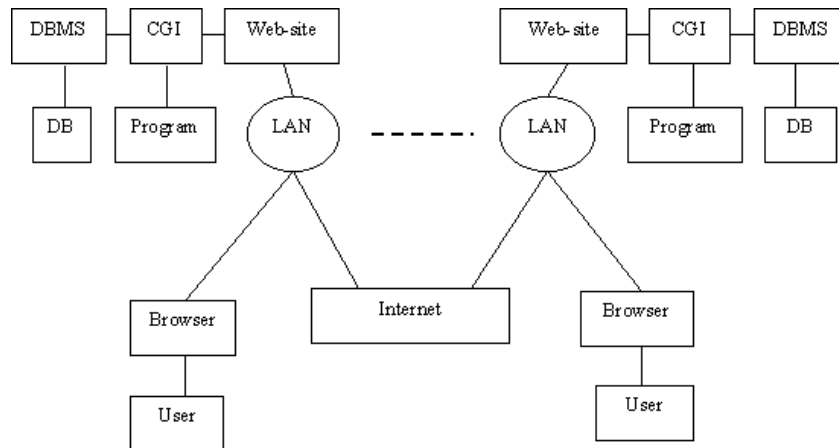 DBMS
CGI
Web-site
Web-site
CGI
DBMS
DB
Program
LAN
LAN
Program
DB
Browser
Internet
Browser
User
User